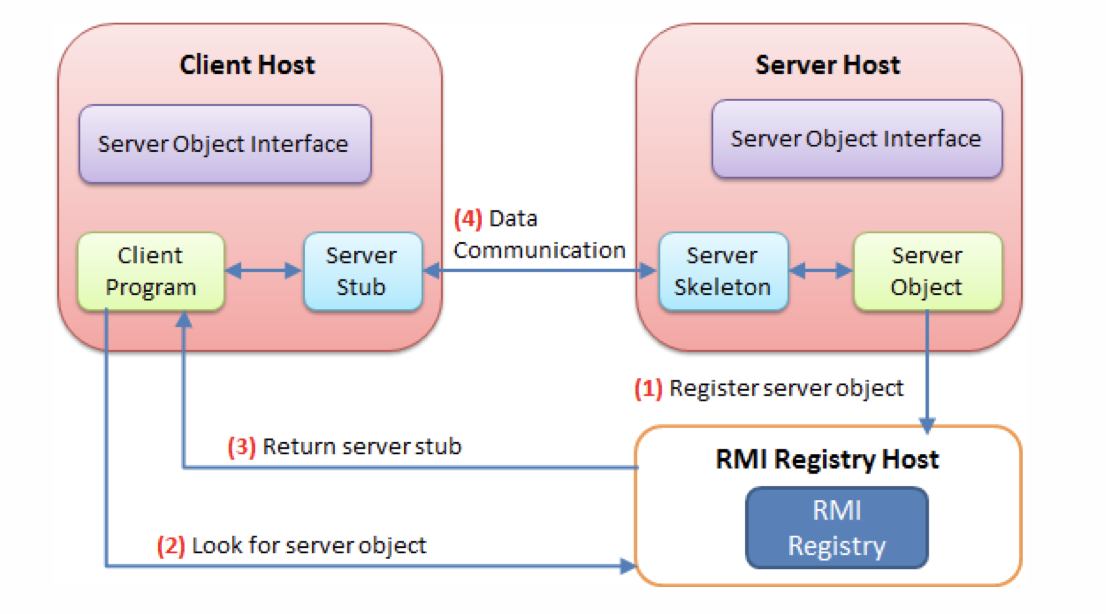 Client Host
Server Object Interface
Client
Program
Server
Stub
(4) Data
Communication
Server Host
Server Object Interface
Server
Skeleton
Server
Object
(1) Register server object
(3) Return server stub
(2) Look for server object
RMI Registry Host
RMI
Registry